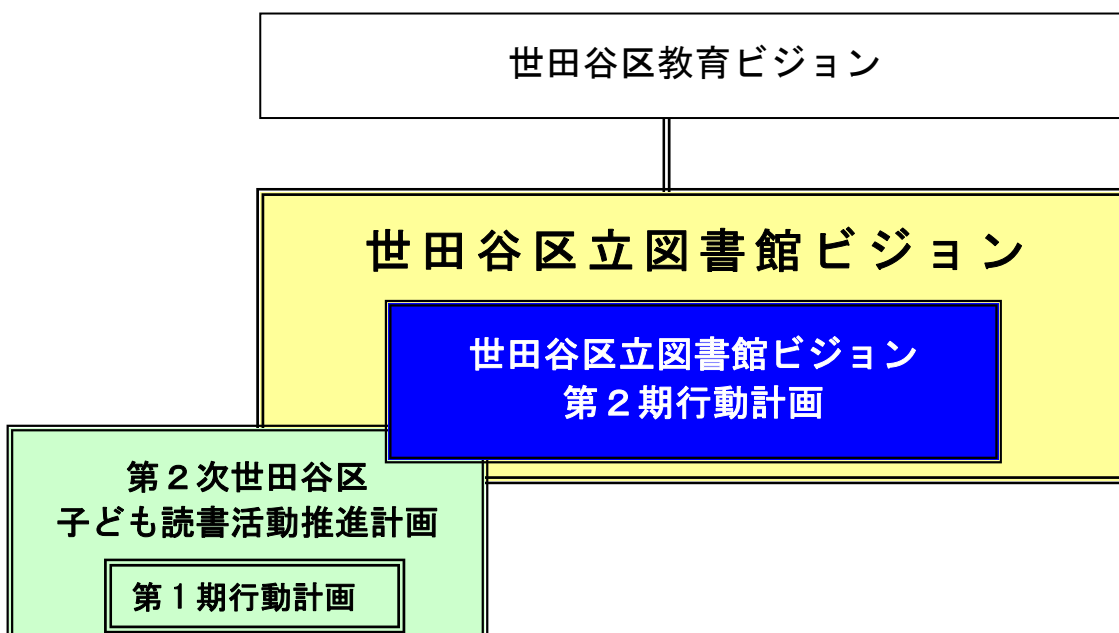 世田谷区教育ビジョン
世田谷区立図書館ビジョン
世田谷区立図書館ビジョン
第２期行動計画
第２次世田谷区
子ども読書活動推進計画
第１期行動計画